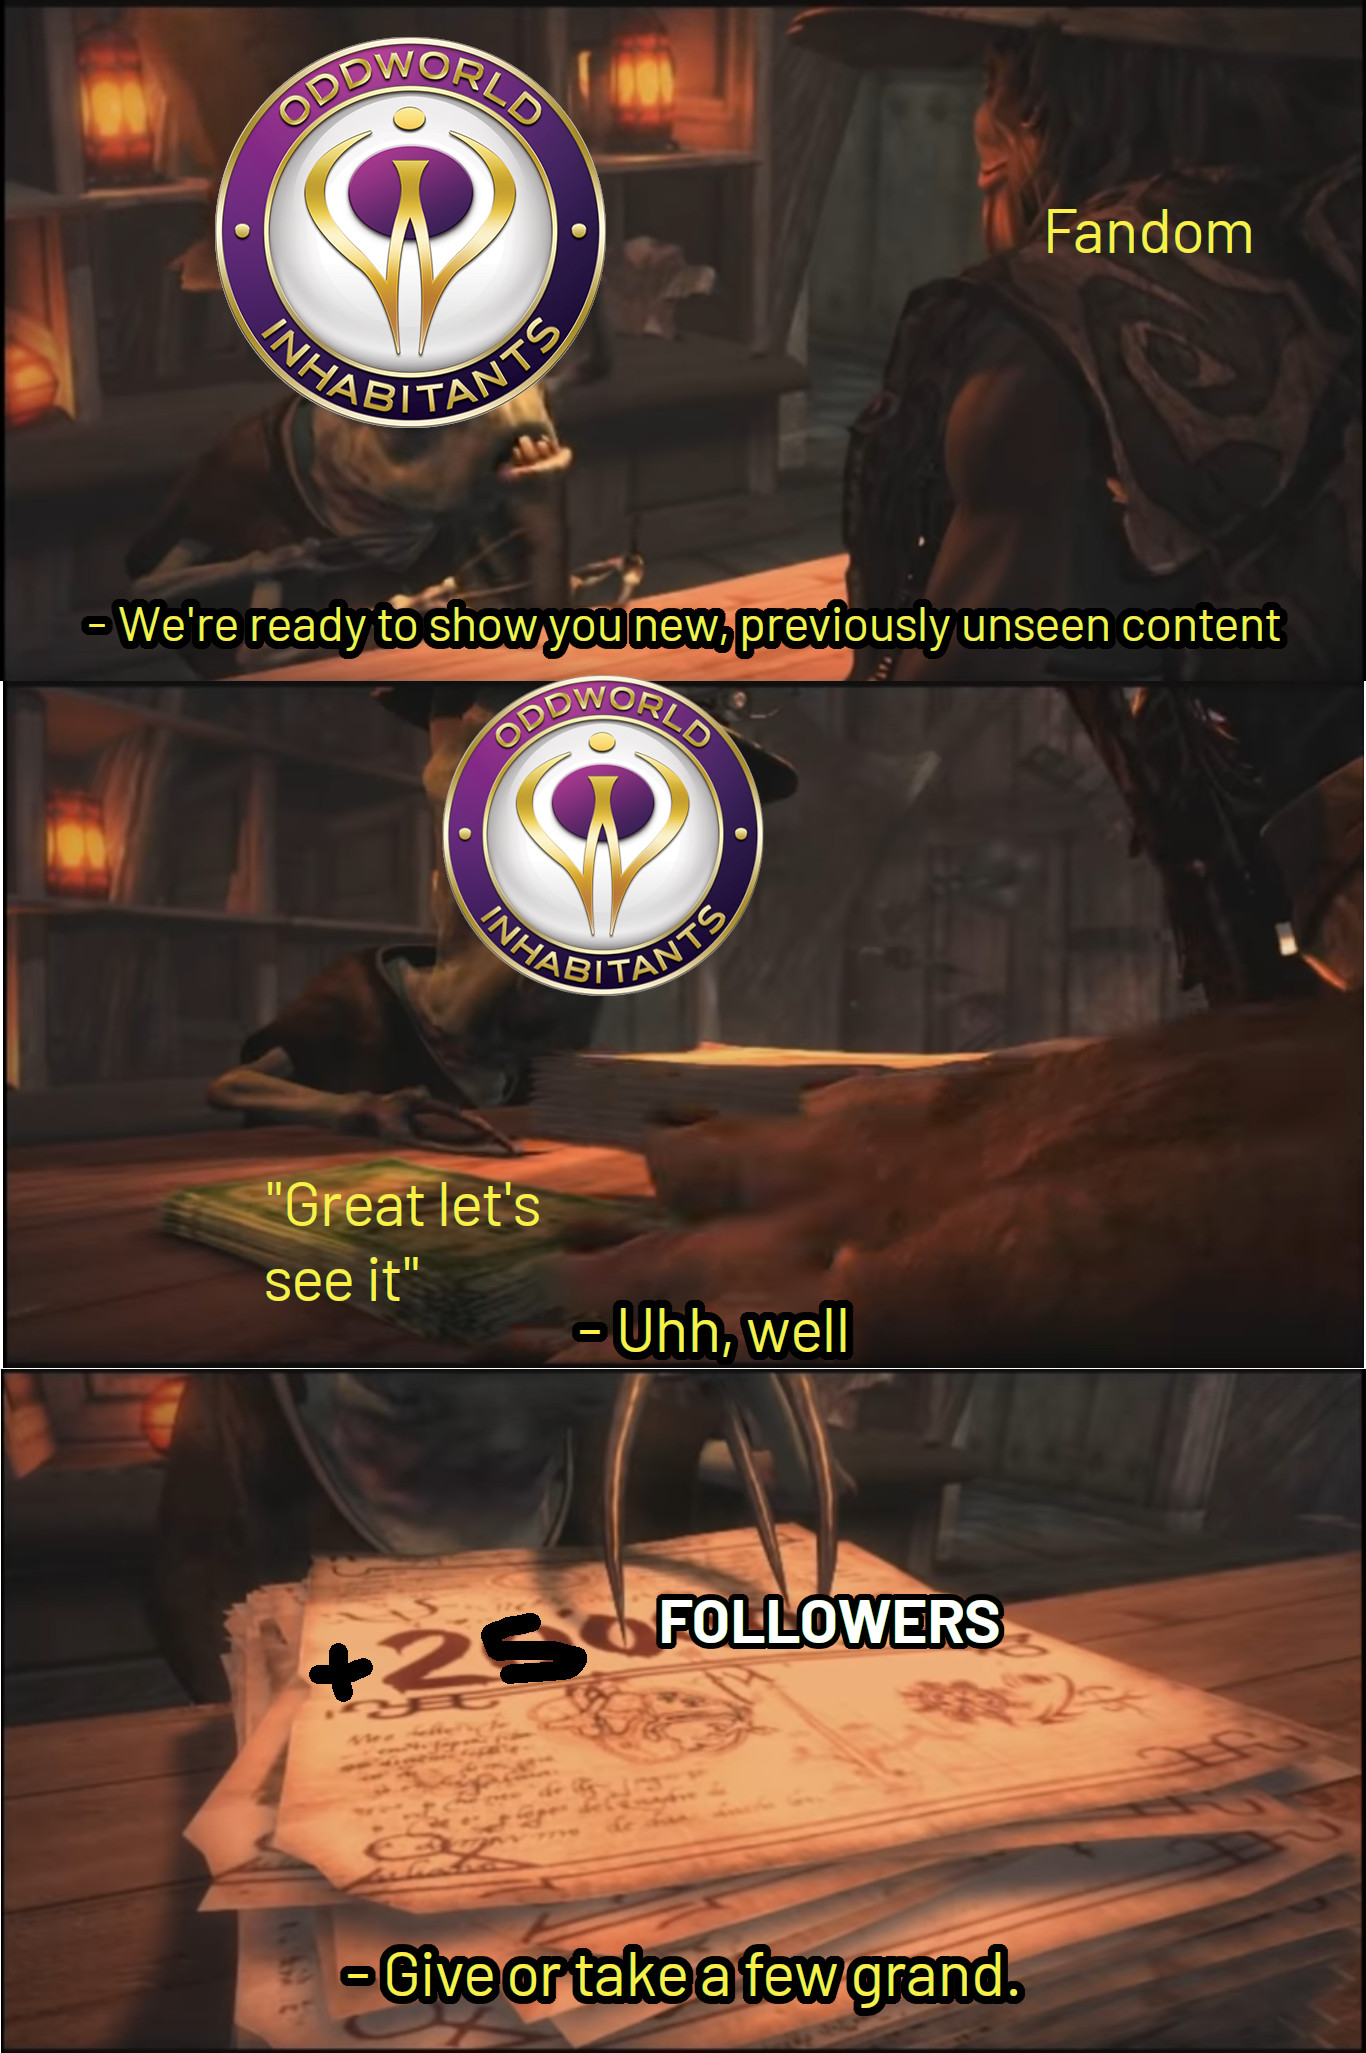 ODDWORLD
INHABITANTS
Fandom
- We're ready to show you new, previously unseen content
ODDWORLD
INHABITANTS
"Great let's
see it"
- Uhh, well
+250
FOLLOWERS
- Give or take a few grand.